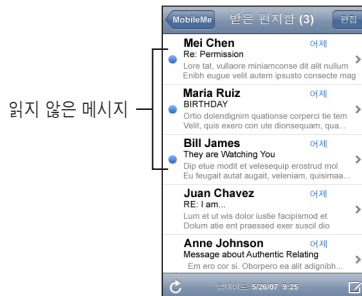 MobileMe 받은 편지함 (3) 편집
Mei Chen 어제
Re: Permission
Lore tat, vullaore miniamconse dit alit nullum
Enibh eugue velit autem ipsusto consecte mag
읽지 않은 메시지
Maria Ruiz 어제
BIRTHDAY
Ortio dolendignim quationse corperci tie tem
Velit, quis exero con ute dionsequam, qua...
Bill James 어제
They are Watching You
Dip etue modit et velesequip erostrud mol
Eu feugait autat augait, veleniam, quisimaa...
Juan Chavez 어제
RE: I am...
Lum et ut wis dolor iustie facipismod et
Dolum atie ent praessed exer suscil dio
Anne Johnson 어제
Message about Authentic Relating
Em ero cor si. Oborpero ea alit adignibh...
업데이트 5/26/07 9:25